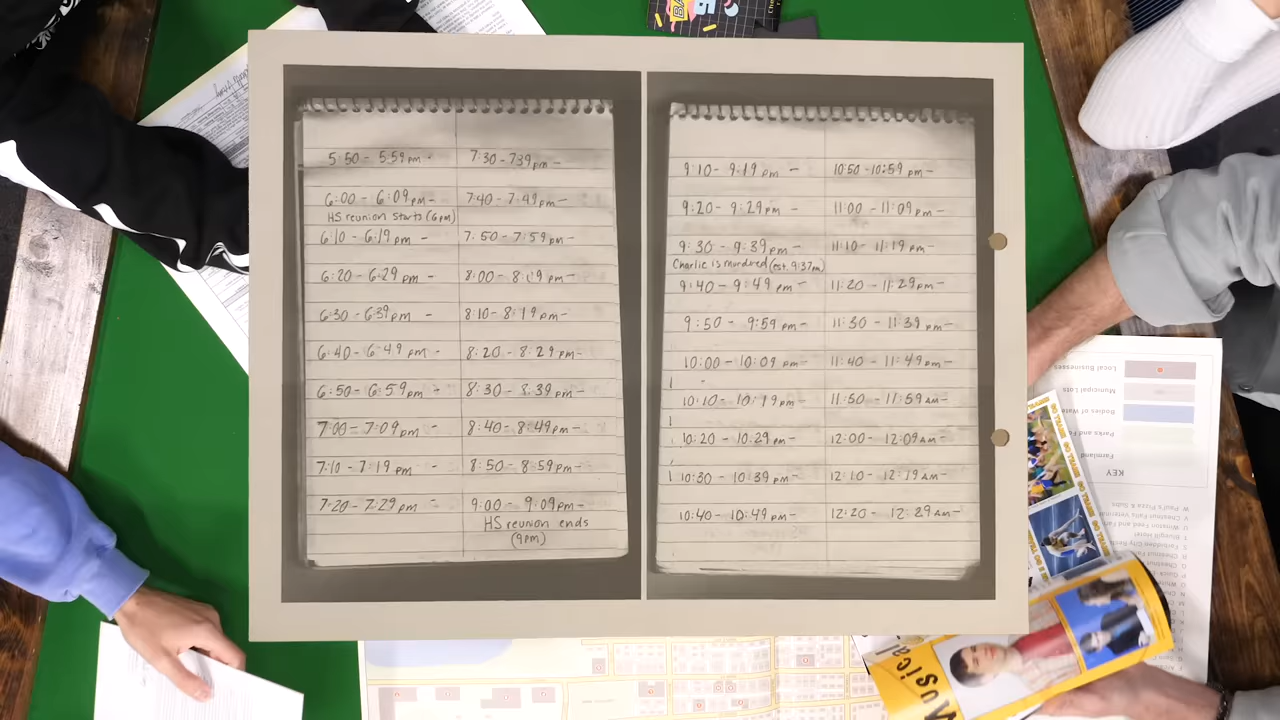 5:50 - 5:59pm -
6:00 - 6:09pm -
HS reunion starts (6pm)
6:10 - 6:19pm -
6:20 - 6:29pm -
6:30 - 6:39pm -
6:40 - 6:49pm -
6:50 - 6:59pm -
7:00 - 7:09pm -
7:10 - 7:19pm -
7:20 - 7:29pm -
7:30 - 739pm -
7:40 - 7:49pm -
7:50 - 7:59pm -
8:00 - 8:09pm -
8:10 - 8:19pm -
8:20 - 8:29pm -
8:30 - 8:39pm -
8:40 - 8:49pm -
8:50 - 8:59pm -
9:00 - 9:09pm -
HS reunion ends
(9pm)
9:10 - 9:19pm -
9:20 - 9:29pm -
9:30 - 9:39pm -
Charlie is murdered (est. 9:37pm)
9:40 - 9:49pm -
9:50 - 9:59pm -
10:00 - 10:09pm -
10:10 - 10:19pm -
10:20 - 10:29pm -
10:30 - 10:39pm -
10:40 - 10:49pm -
10:50 - 10:59pm -
11:00 - 11:09pm -
11:10 - 11:19pm -
11:20 - 11:29pm -
11:30 - 11:39pm -
11:40 - 11:49pm -
11:50 - 11:59AM -
12:00 - 12:09AM -
12:10 - 12:19AM -
12:20 - 12:29AM -
Local Businesses
Municipal Lots
Farmland
KEY
Musical